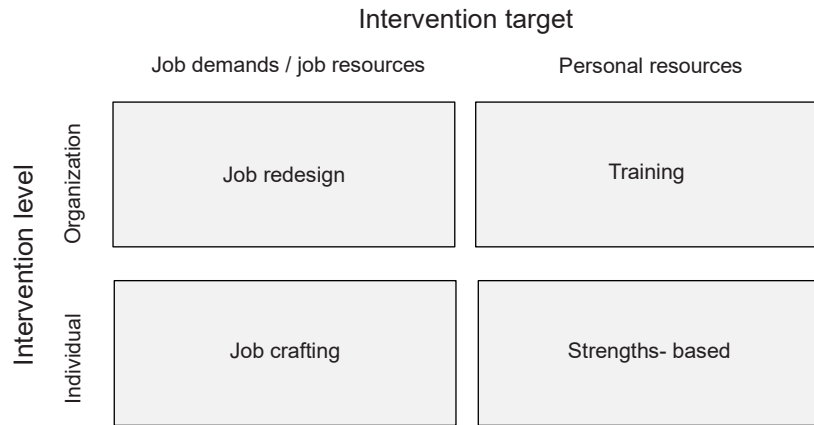 Intervention target
Job demands / job resources
Personal resources
Intervention level
Organization
Job redesign
Training
Individual
Job crafting
Strengths- based